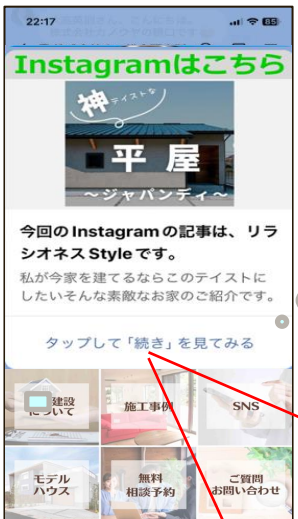 22:17
85
Instagramはこちら
神テイストな
平屋
～ジャパンディ～
今回のInstagramの記事は、リラ
シオネスStyleです。
私が今家を建てるならこのテイストに
したいそんな素敵なお家のご紹介です。
タップして「続き」を見てみる
建設
について
施工事例
SNS
モデル
ハウス
無料
相談予約
ご質問
お問い合わせ